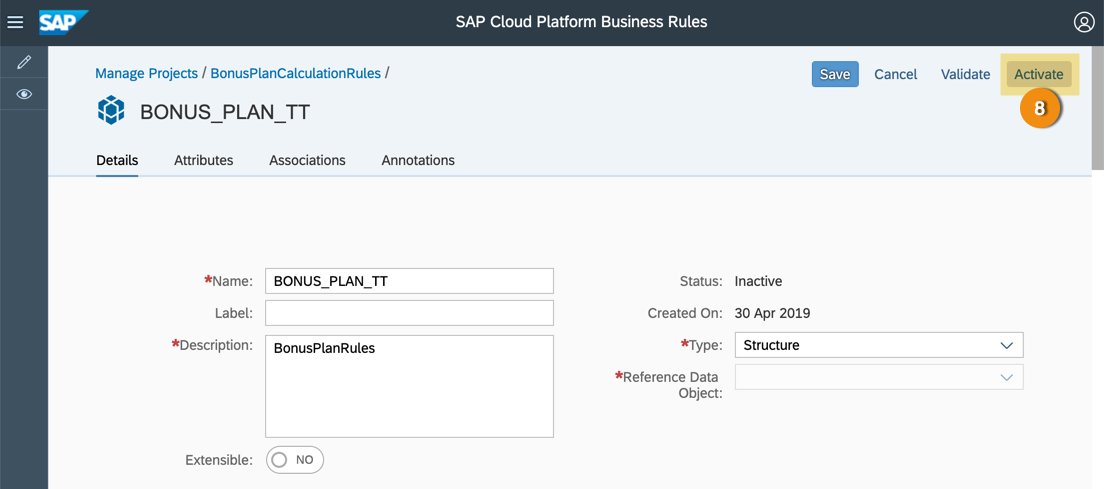 SAP
SAP Cloud Platform Business Rules
Manage Projects / BonusPlanCalculationRules /
Save Cancel Validate Activate
8
BONUS_PLAN_TT
Details Attributes Associations Annotations
*Name: BONUS_PLAN_TT
Status: Inactive
Label:
Created On: 30 Apr 2019
*Description: BonusPlanRules
*Type: Structure
*Reference Data
Object:
Extensible: NO